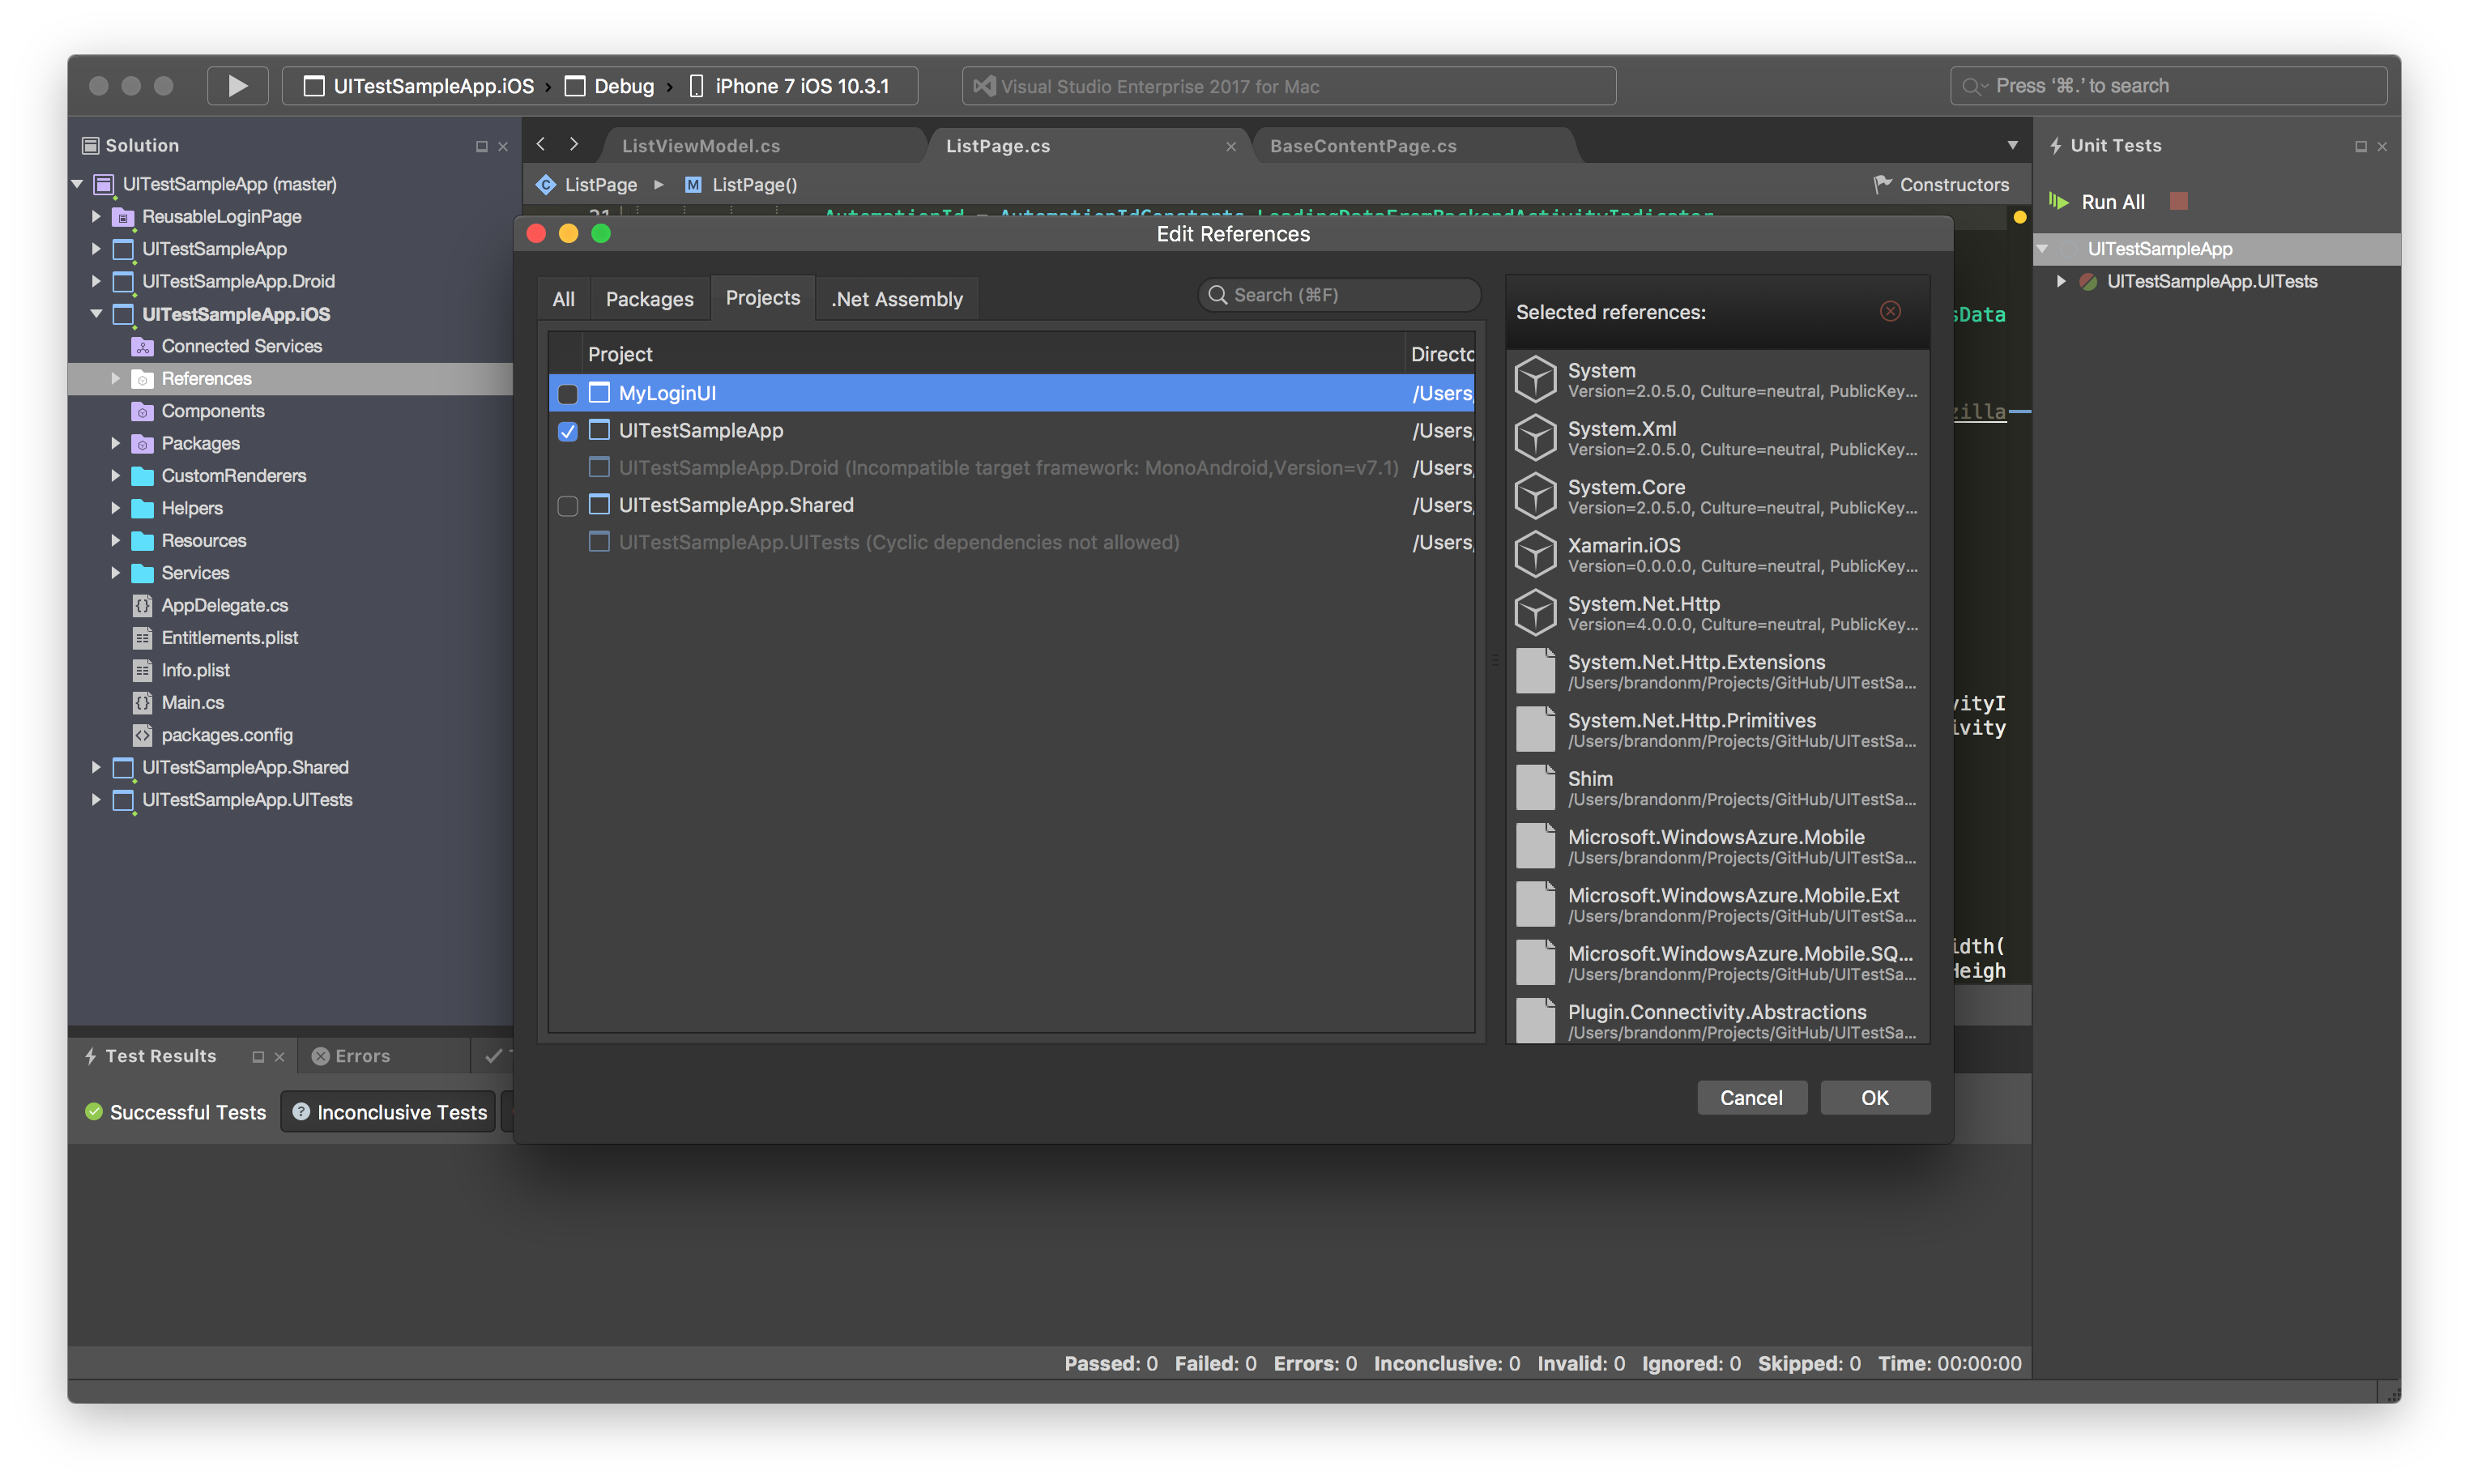 UITestSampleApp.iOS › Debug › iPhone 7 iOS 10.3.1
Visual Studio Enterprise 2017 for Mac
Press ‘⌘.’ to search
Solution
UITestSampleApp (master)
ReusableLoginPage
UITestSampleApp
UITestSampleApp.Droid
UITestSampleApp.iOS
Connected Services
References
Components
Packages
CustomRenderers
Helpers
Resources
Services
AppDelegate.cs
Entitlements.plist
Info.plist
Main.cs
packages.config
UITestSampleApp.Shared
UITestSampleApp.UITests
ListViewModel.cs
ListPage.cs
BaseContentPage.cs
ListPage
M ListPage()
Constructors
AutomationId = AutomationIdConstants.LoadingDataFromBackendActivityIndicator
sData
zilla
vityI
ivity
idth(
Heigh
Edit References
All
Packages
Projects
.Net Assembly
Search (⌘F)
Project
Directo
MyLoginUI
/Users/
UITestSampleApp
/Users/
UITestSampleApp.Droid (Incompatible target framework: MonoAndroid,Version=v7.1)
/Users/
UITestSampleApp.Shared
/Users/
UITestSampleApp.UITests (Cyclic dependencies not allowed)
/Users/
Selected references:
System
Version=2.0.5.0, Culture=neutral, PublicKey...
System.Xml
Version=2.0.5.0, Culture=neutral, PublicKey...
System.Core
Version=2.0.5.0, Culture=neutral, PublicKey...
Xamarin.iOS
Version=0.0.0.0, Culture=neutral, PublicKey...
System.Net.Http
Version=4.0.0.0, Culture=neutral, PublicKey...
System.Net.Http.Extensions
/Users/brandonm/Projects/GitHub/UITestSa...
System.Net.Http.Primitives
/Users/brandonm/Projects/GitHub/UITestSa...
Shim
/Users/brandonm/Projects/GitHub/UITestSa...
Microsoft.WindowsAzure.Mobile
/Users/brandonm/Projects/GitHub/UITestSa...
Microsoft.WindowsAzure.Mobile.Ext
/Users/brandonm/Projects/GitHub/UITestSa...
Microsoft.WindowsAzure.Mobile.SQ...
/Users/brandonm/Projects/GitHub/UITestSa...
Plugin.Connectivity.Abstractions
/Users/brandonm/Projects/GitHub/UITestSa...
Cancel
OK
Unit Tests
Run All
UITestSampleApp
UITestSampleApp.UITests
Test Results
Errors
Successful Tests
Inconclusive Tests
Passed: 0 Failed: 0 Errors: 0 Inconclusive: 0 Invalid: 0 Ignored: 0 Skipped: 0 Time: 00:00:00